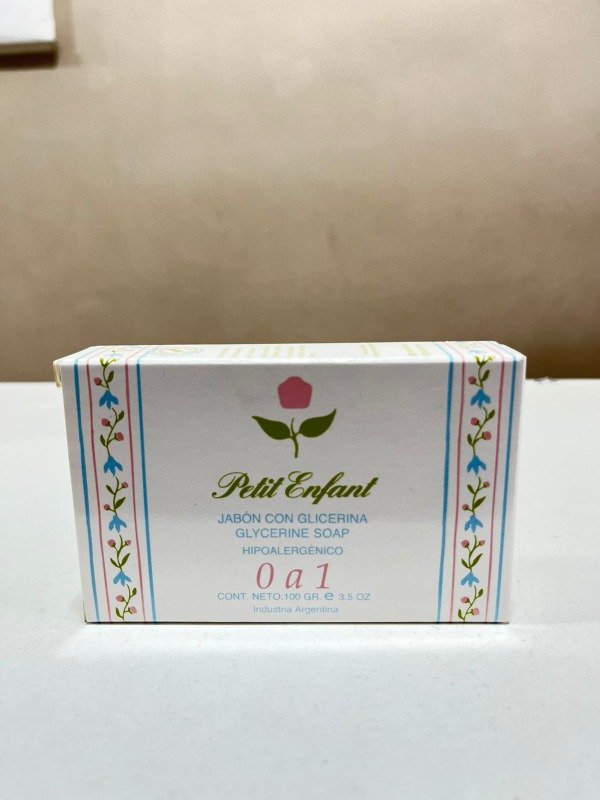 Petit Enfant
JABÓN CON GLICERINA
GLYCERINE SOAP
HIPOALERGÉNICO
0 a 1
CONT. NETO:100 GR. e 3.5 OZ
Industria Argentina